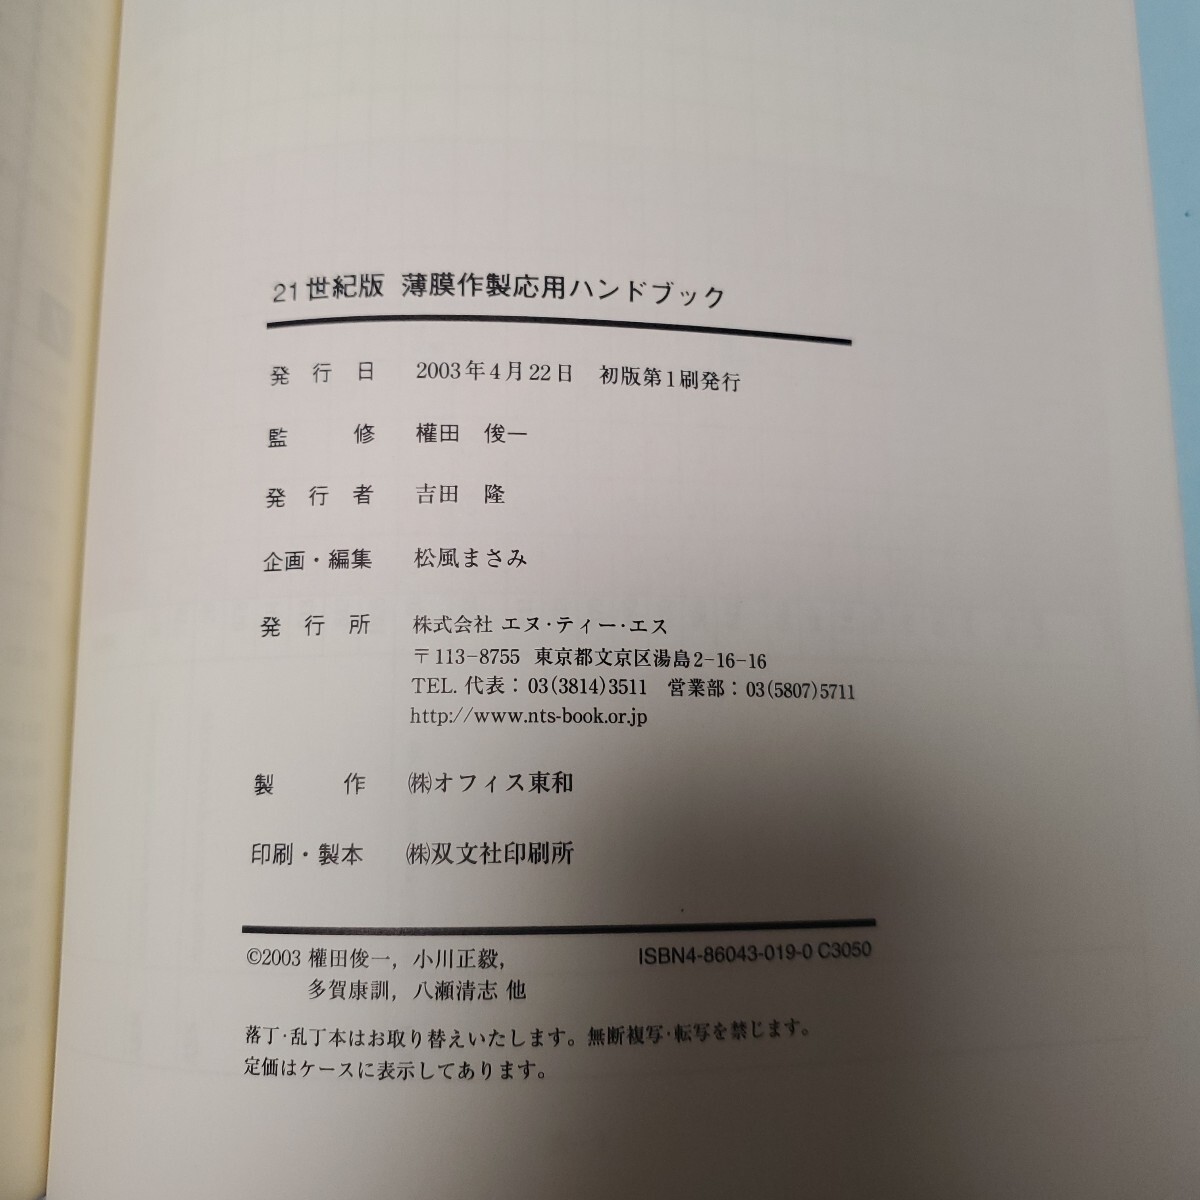 21世紀版 薄膜作製応用ハンドブック
発行日 2003年4月22日 初版第1刷発行
監修 權田 俊一
発行者 吉田 隆
企画・編集 松風まさみ
発行所 株式会社 エヌ・ティー・エス
〒113-8755 東京都文京区湯島2-16-16
TEL. 代表：03(3814)3511 営業部：03(5807)5711
http://www.nts-book.or.jp
製作 ㈱オフィス東和
印刷・製本 ㈱双文社印刷所
©2003 權田俊一, 小川正毅, ISBN4-86043-019-0 C3050
多賀康訓, 八瀬清志 他
落丁・乱丁本はお取り替えいたします。無断複写・転写を禁じます。
定価はケースに表示してあります。